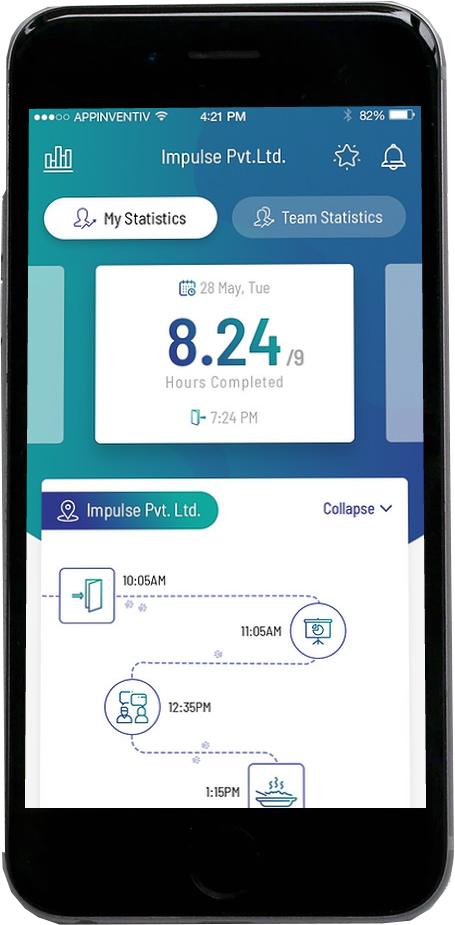 APPINVENTIV 4:21 PM 82%
Impulse Pvt.Ltd.
My Statistics Team Statistics
28 May, Tue
8.24/9
Hours Completed
7:24 PM
Impulse Pvt. Ltd. Collapse
10:05AM
11:05AM
12:35PM
1:15PM